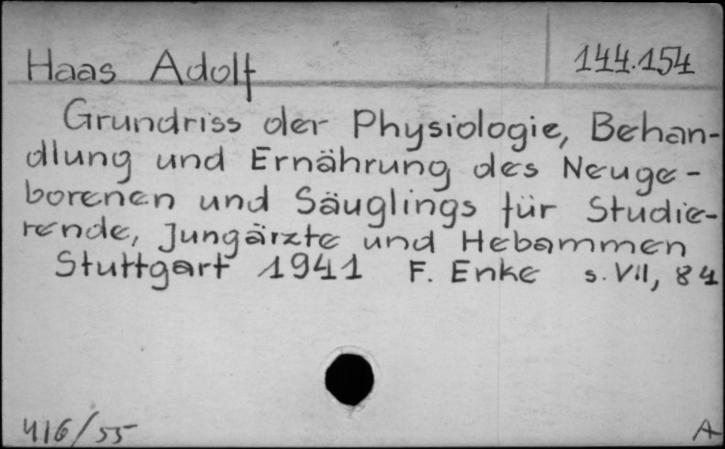 Haas Adolf
144.154
Grundriss der Physiologie, Behan-
dlung und Ernährung des Neuge-
borenen und Säuglings für Studie-
rende, Jungärzte und Hebammen
Stuttgart 1941 F. Enke s. VII, 84
416/55
A